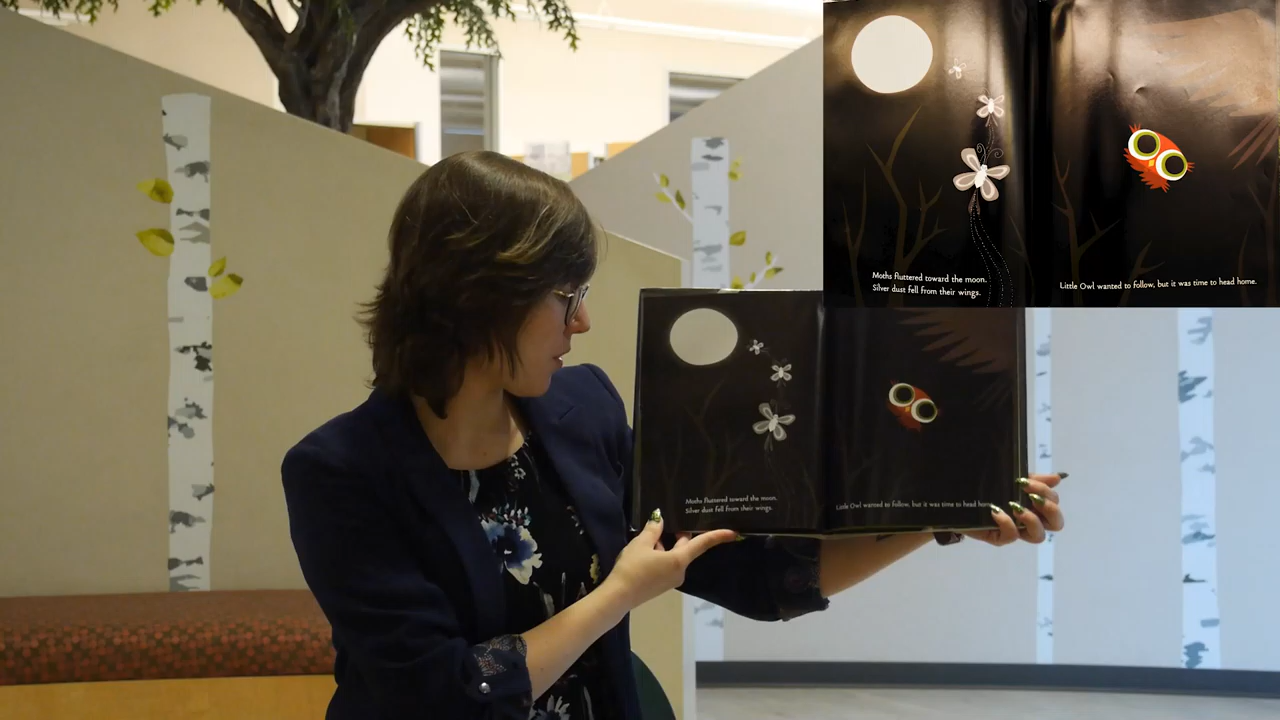 Moths fluttered toward the moon.
Silver dust fell from their wings.
Little Owl wanted to follow, but it was time to head home.
Moths fluttered toward the moon.
Silver dust fell from their wings.
Little Owl wanted to follow, but it was time to head home.